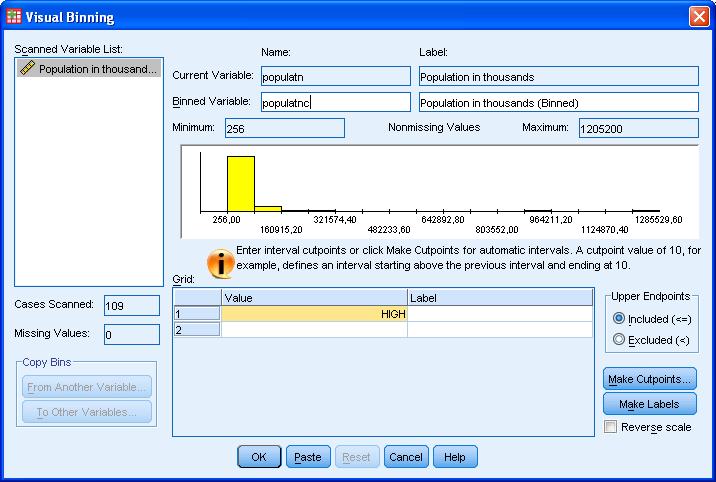 Visual Binning
Scanned Variable List:
Population in thousand...
Name:
Label:
Current Variable:
populatn
Population in thousands
Binned Variable:
populatnc
Population in thousands (Binned)
Minimum:
256
Nonmissing Values
Maximum:
1205200
256,00
321574,40
642892,80
964211,20
1285529,60
160915,20
482233,60
803552,00
1124870,40
Enter interval cutpoints or click Make Cutpoints for automatic intervals. A cutpoint value of 10, for
example, defines an interval starting above the previous interval and ending at 10.
Grid:
Value
Label
1
HIGH
2
Cases Scanned:
109
Missing Values:
0
Copy Bins
From Another Variable...
To Other Variables...
Upper Endpoints
Included (<=)
Excluded (<)
Make Cutpoints...
Make Labels
Reverse scale
OK
Paste
Reset
Cancel
Help